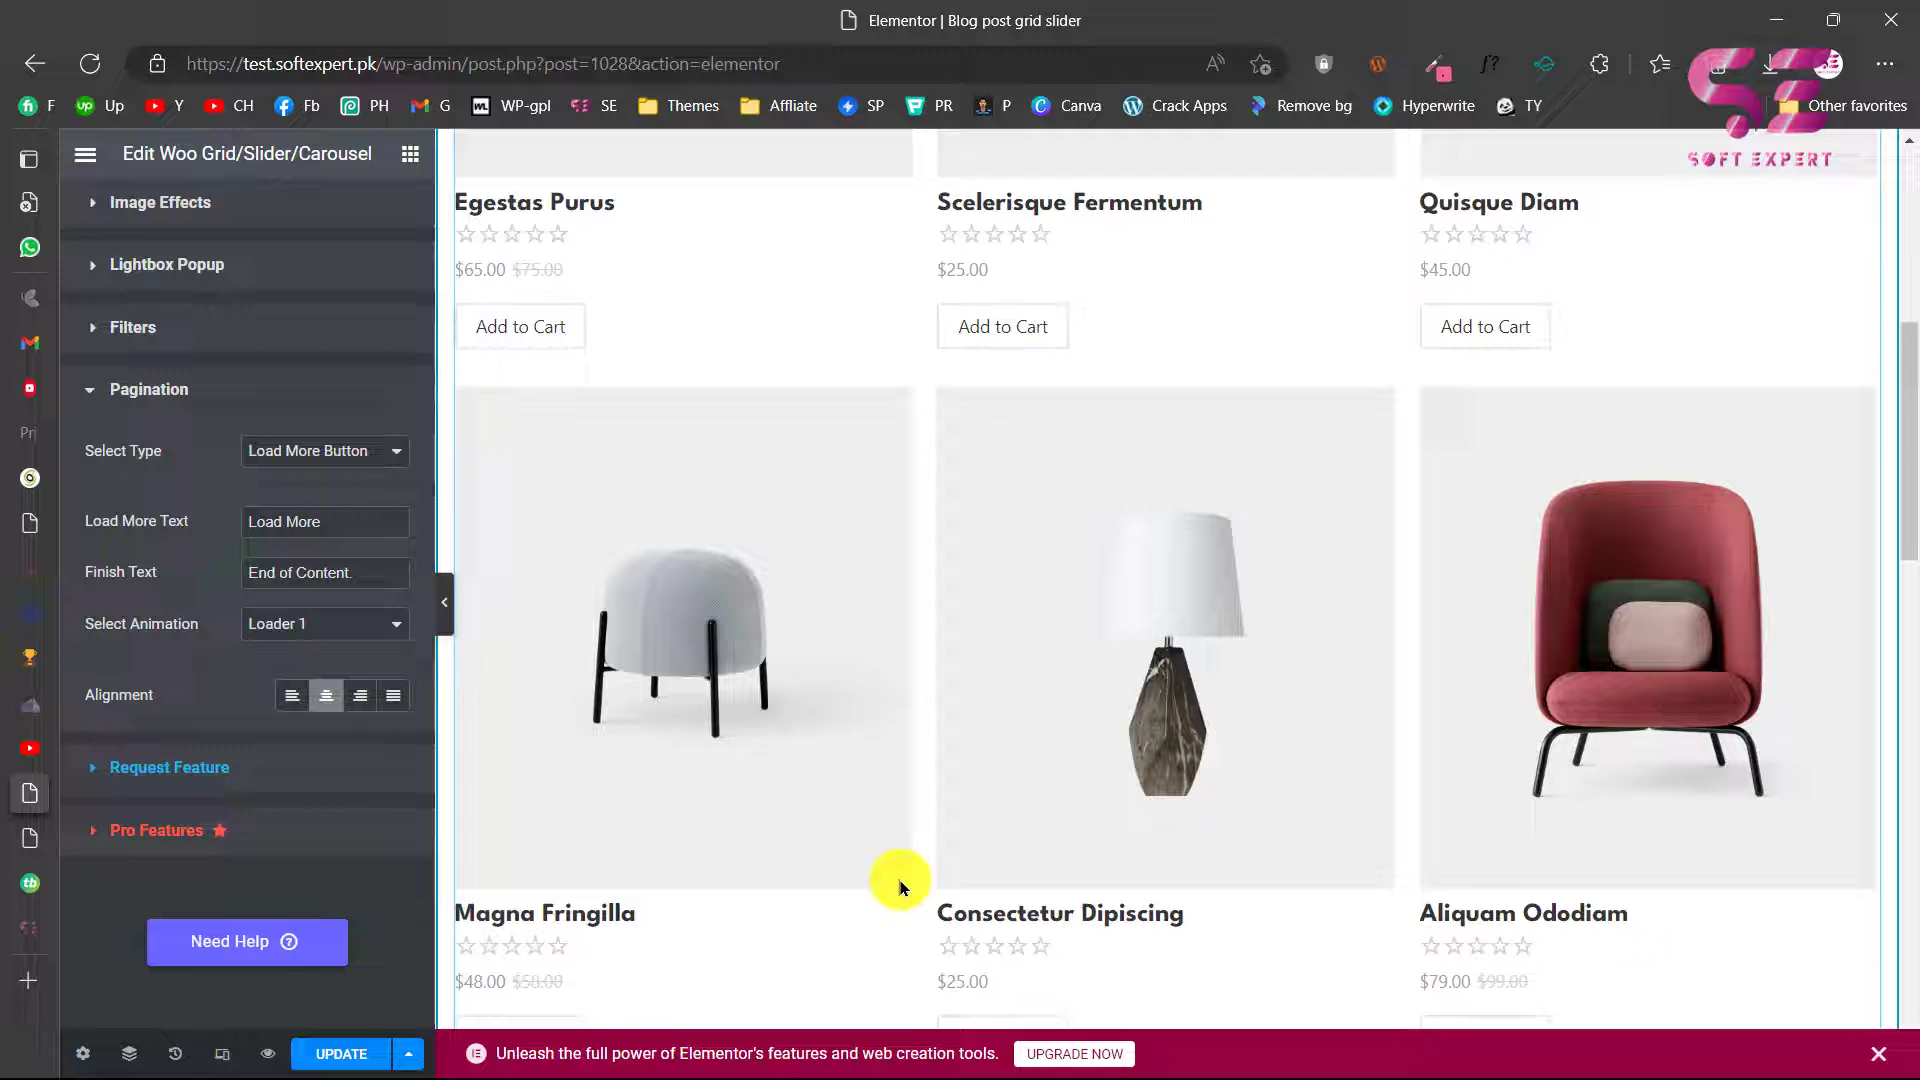 Elementor | Blog post grid slider
https://test.softexpert.pk/wp-admin/post.php?post=1028&action=elementor
F Up Y CH Fb PH G WP-gpl SE Themes Affliate SP PR P Canva Crack Apps Remove bg Hyperwrite TY Other favorites
SOFT EXPERT
Edit Woo Grid/Slider/Carousel
Image Effects
Lightbox Popup
Filters
Pagination
Select Type Load More Button
Load More Text Load More
Finish Text End of Content.
Select Animation Loader 1
Alignment
Request Feature
Pro Features
Need Help ?
UPDATE
Pr
Egestas Purus Scelerisque Fermentum Quisque Diam
$65.00 $75.00 $25.00 $45.00
Add to Cart Add to Cart Add to Cart
Magna Fringilla Consectetur Dipiscing Aliquam Ododiam
$48.00 $58.00 $25.00 $79.00 $99.00
Unleash the full power of Elementor's features and web creation tools. UPGRADE NOW